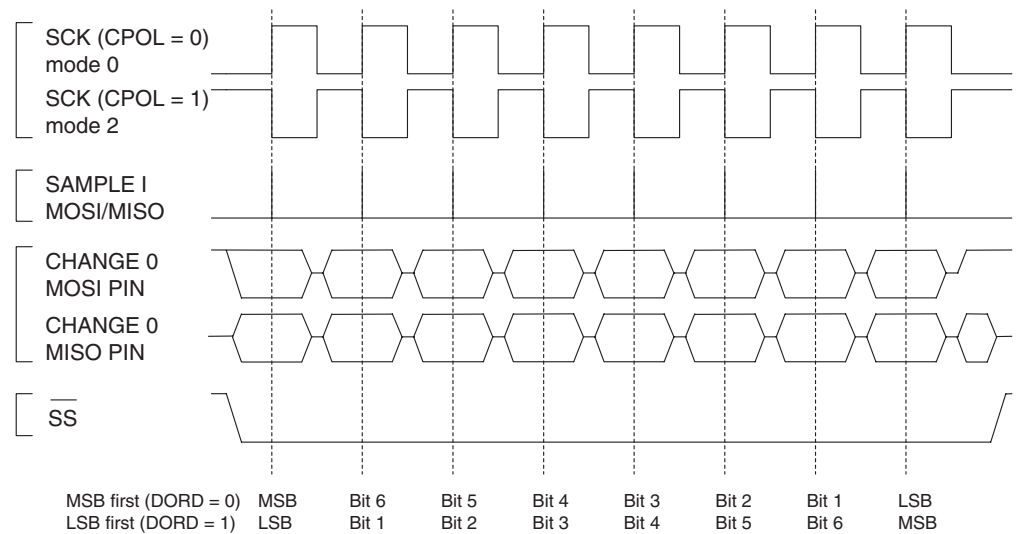 SCK (CPOL = 0)
mode 0
SCK (CPOL = 1)
mode 2
SAMPLE I
MOSI/MISO
CHANGE 0
MOSI PIN
CHANGE 0
MISO PIN
SS
MSB first (DORD = 0) MSB Bit 6 Bit 5 Bit 4 Bit 3 Bit 2 Bit 1 LSB
LSB first (DORD = 1) LSB Bit 1 Bit 2 Bit 3 Bit 4 Bit 5 Bit 6 MSB